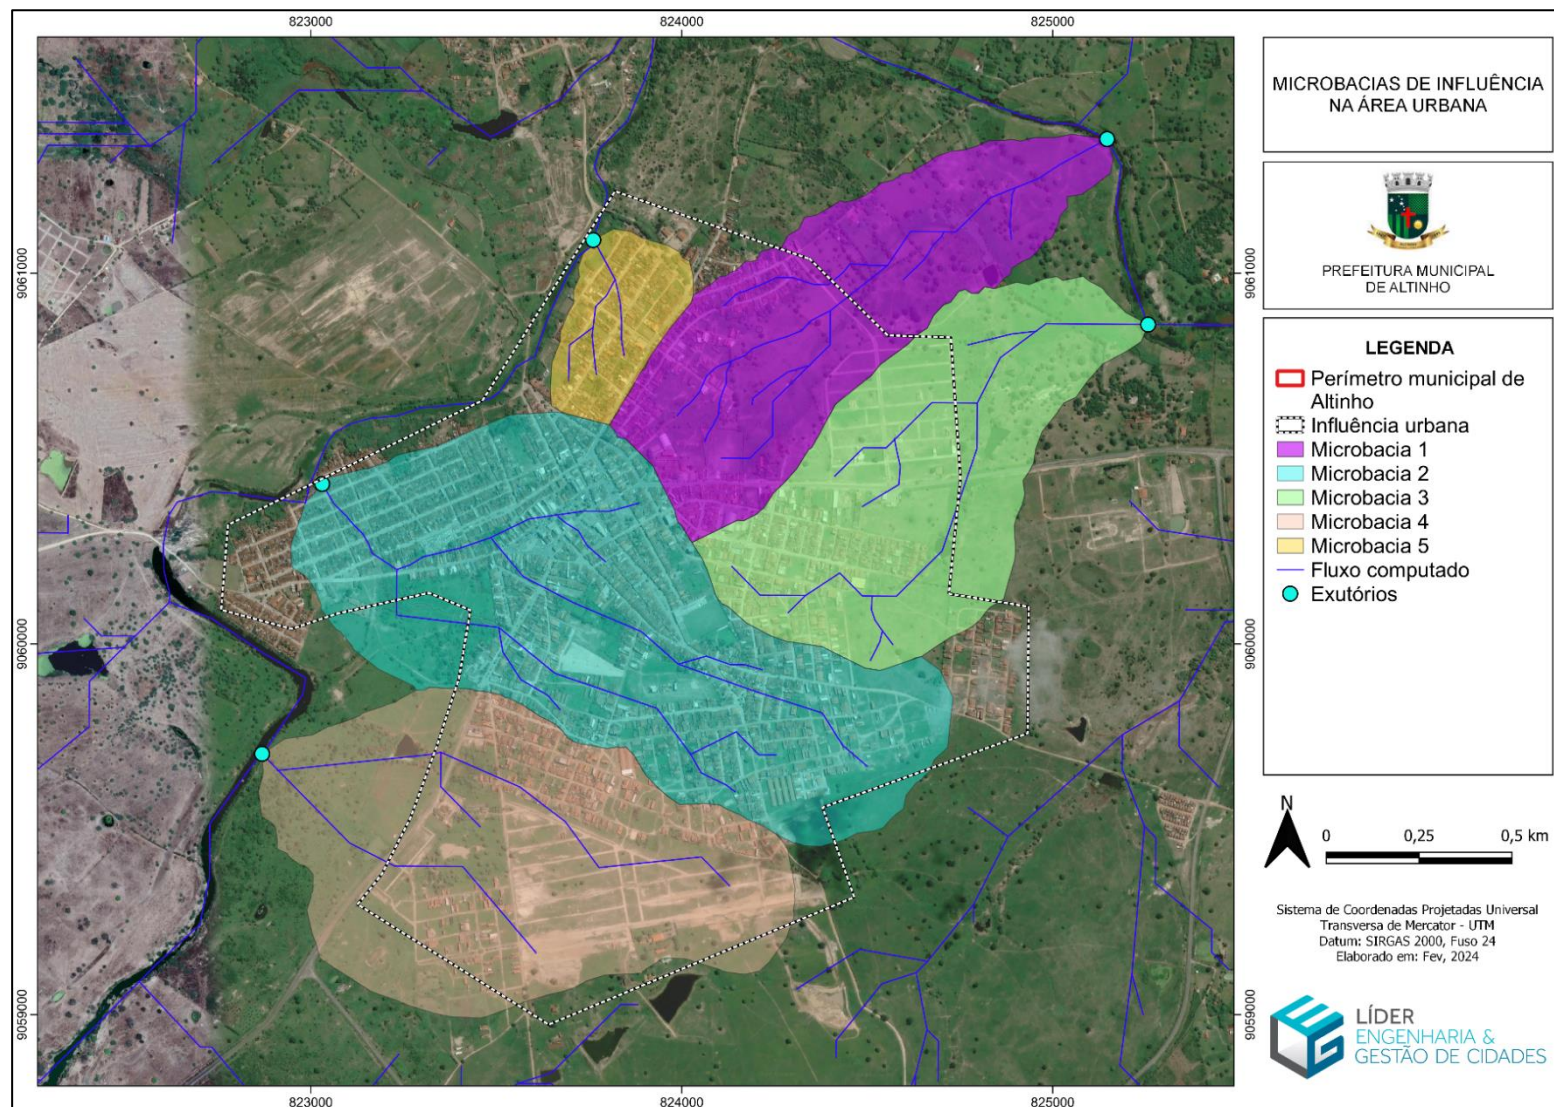 823000
824000
825000
9061000
9061000
9060000
9060000
9059000
9059000
823000
824000
825000
MICROBACIAS DE INFLUÊNCIA
NA ÁREA URBANA
PREFEITURA MUNICIPAL
DE ALTINHO
LEGENDA
Perímetro municipal de
Altinho
Influência urbana
Microbacia 1
Microbacia 2
Microbacia 3
Microbacia 4
Microbacia 5
Fluxo computado
Exutórios
N
0 0,25 0,5 km
Sistema de Coordenadas Projetadas Universal
Transversa de Mercator - UTM
Datum: SIRGAS 2000, Fuso 24
Elaborado em: Fev, 2024
LÍDER
ENGENHARIA &
GESTÃO DE CIDADES